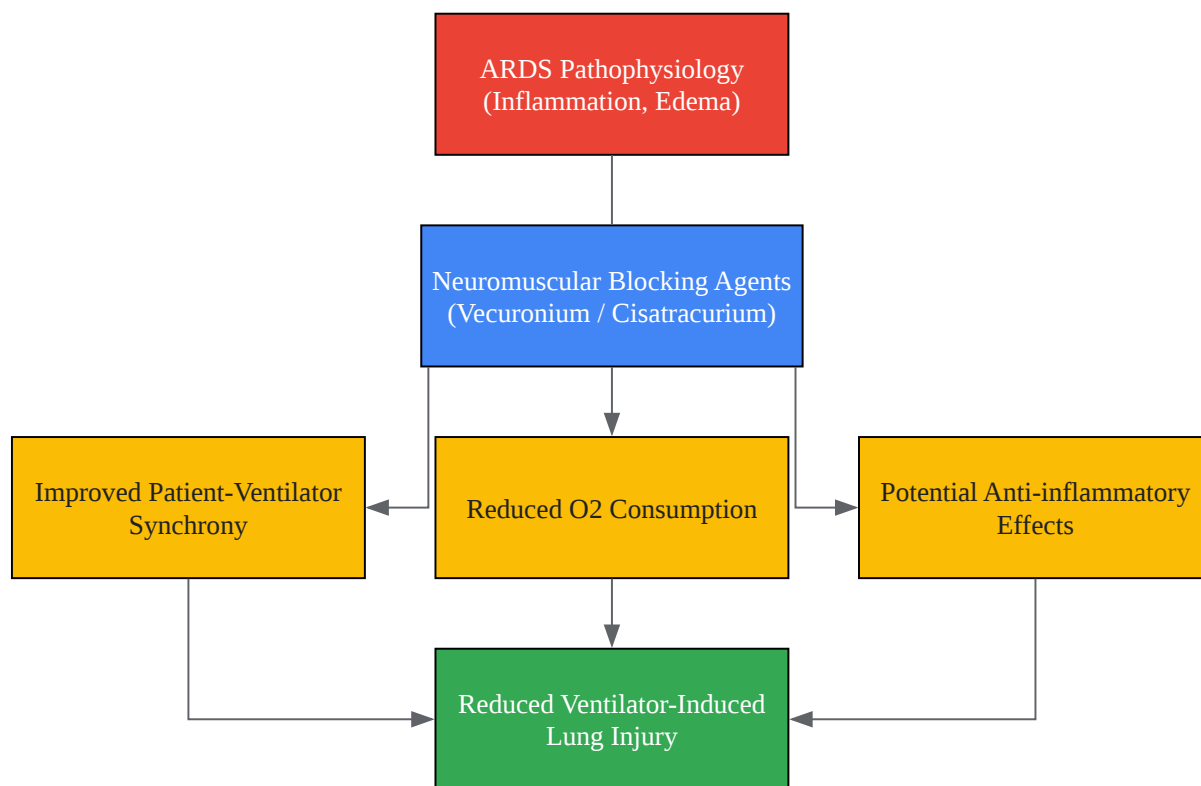 ARDS Pathophysiology
(Inflammation, Edema)
Neuromuscular Blocking Agents
(Vecuronium / Cisatracurium)
Improved Patient-Ventilator
Synchrony
Reduced O2 Consumption
Potential Anti-inflammatory
Effects
Reduced Ventilator-Induced
Lung Injury